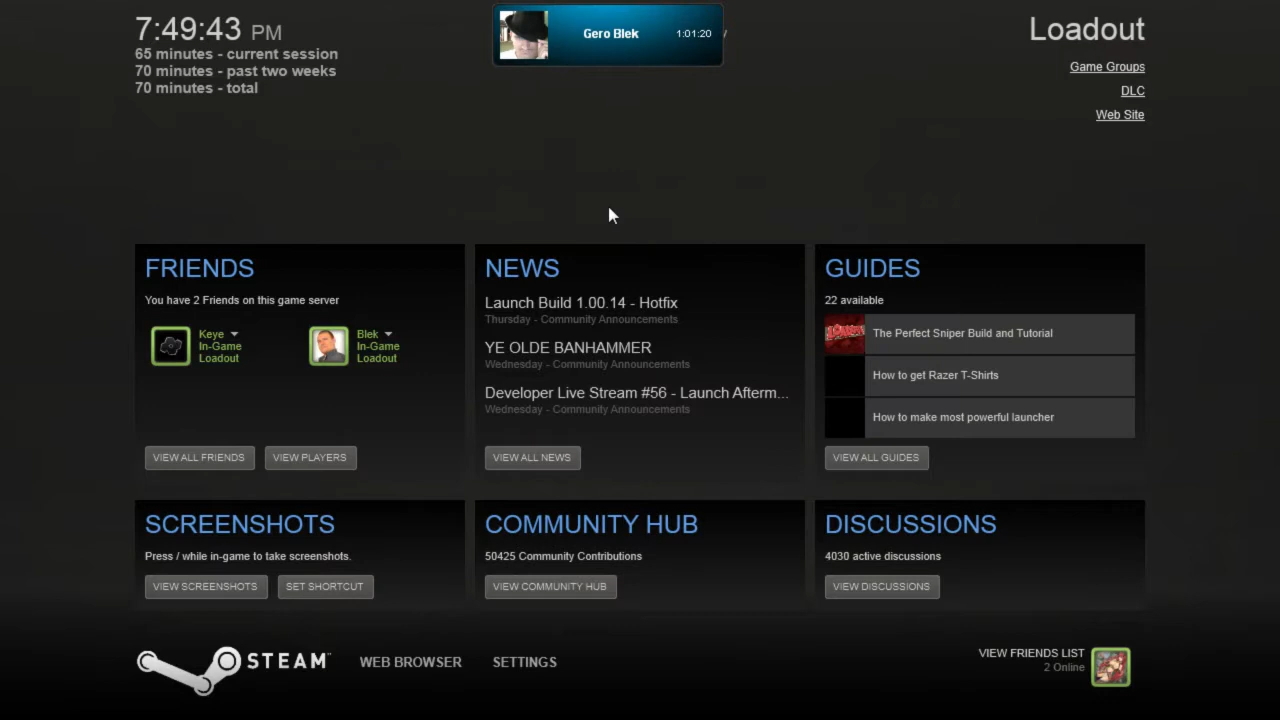 7:49:43 PM
65 minutes - current session
70 minutes - past two weeks
70 minutes - total
Gero Blek
1:01:20
Loadout
Game Groups
DLC
Web Site
FRIENDS
You have 2 Friends on this game server
Keye
In-Game
Loadout
Blek
In-Game
Loadout
VIEW ALL FRIENDS
VIEW PLAYERS
NEWS
Launch Build 1.00.14 - Hotfix
Thursday - Community Announcements
YE OLDE BANHAMMER
Wednesday - Community Announcements
Developer Live Stream #56 - Launch Afterm...
Wednesday - Community Announcements
VIEW ALL NEWS
GUIDES
22 available
The Perfect Sniper Build and Tutorial
How to get Razer T-Shirts
How to make most powerful launcher
VIEW ALL GUIDES
SCREENSHOTS
Press / while in-game to take screenshots.
VIEW SCREENSHOTS
SET SHORTCUT
COMMUNITY HUB
50425 Community Contributions
VIEW COMMUNITY HUB
DISCUSSIONS
4030 active discussions
VIEW DISCUSSIONS
STEAM™
WEB BROWSER
SETTINGS
VIEW FRIENDS LIST
2 Online